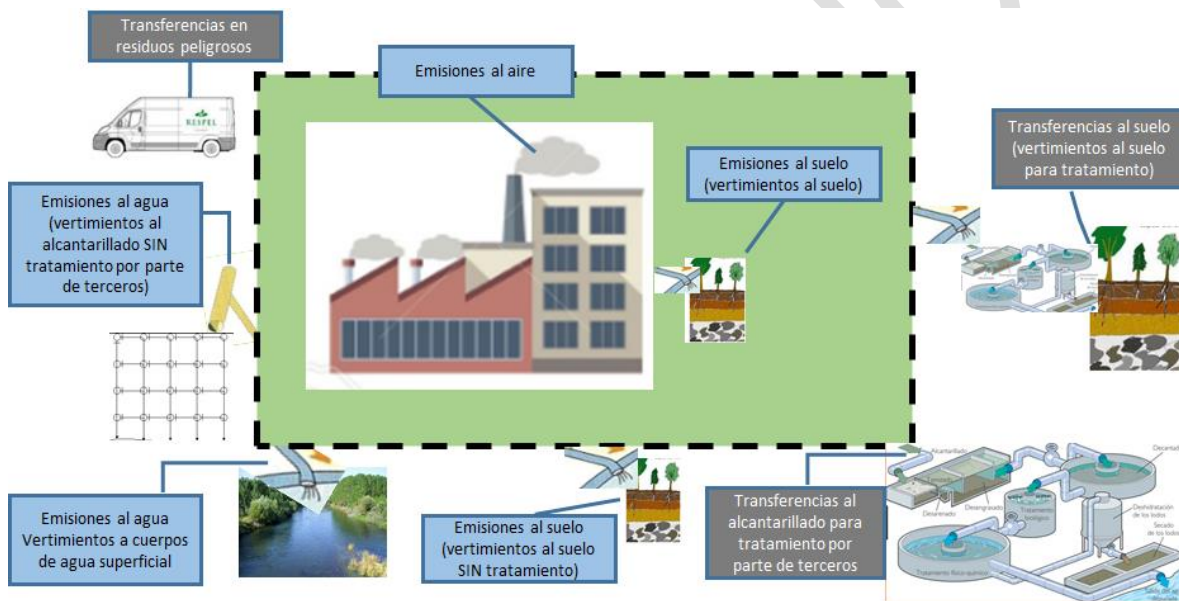 Transferencias en
residuos peligrosos
Emisiones al aire
RESPEL
Transferencias al suelo
(vertimientos al suelo
para tratamiento)
Emisiones al suelo
(vertimientos al suelo)
Emisiones al agua
(vertimientos al
alcantarillado SIN
tratamiento por parte
de terceros)
Emisiones al agua
Vertimientos a cuerpos
de agua superficial
Emisiones al suelo
(vertimientos al suelo
SIN tratamiento)
Transferencias al
alcantarillado para
tratamiento por
parte de terceros
Alcantarillado
Desarenado
Desengrasado
Tratamiento
biológico
Tratamiento físico-químico
Deshidratación
de los lodos
Secado
de los lodos